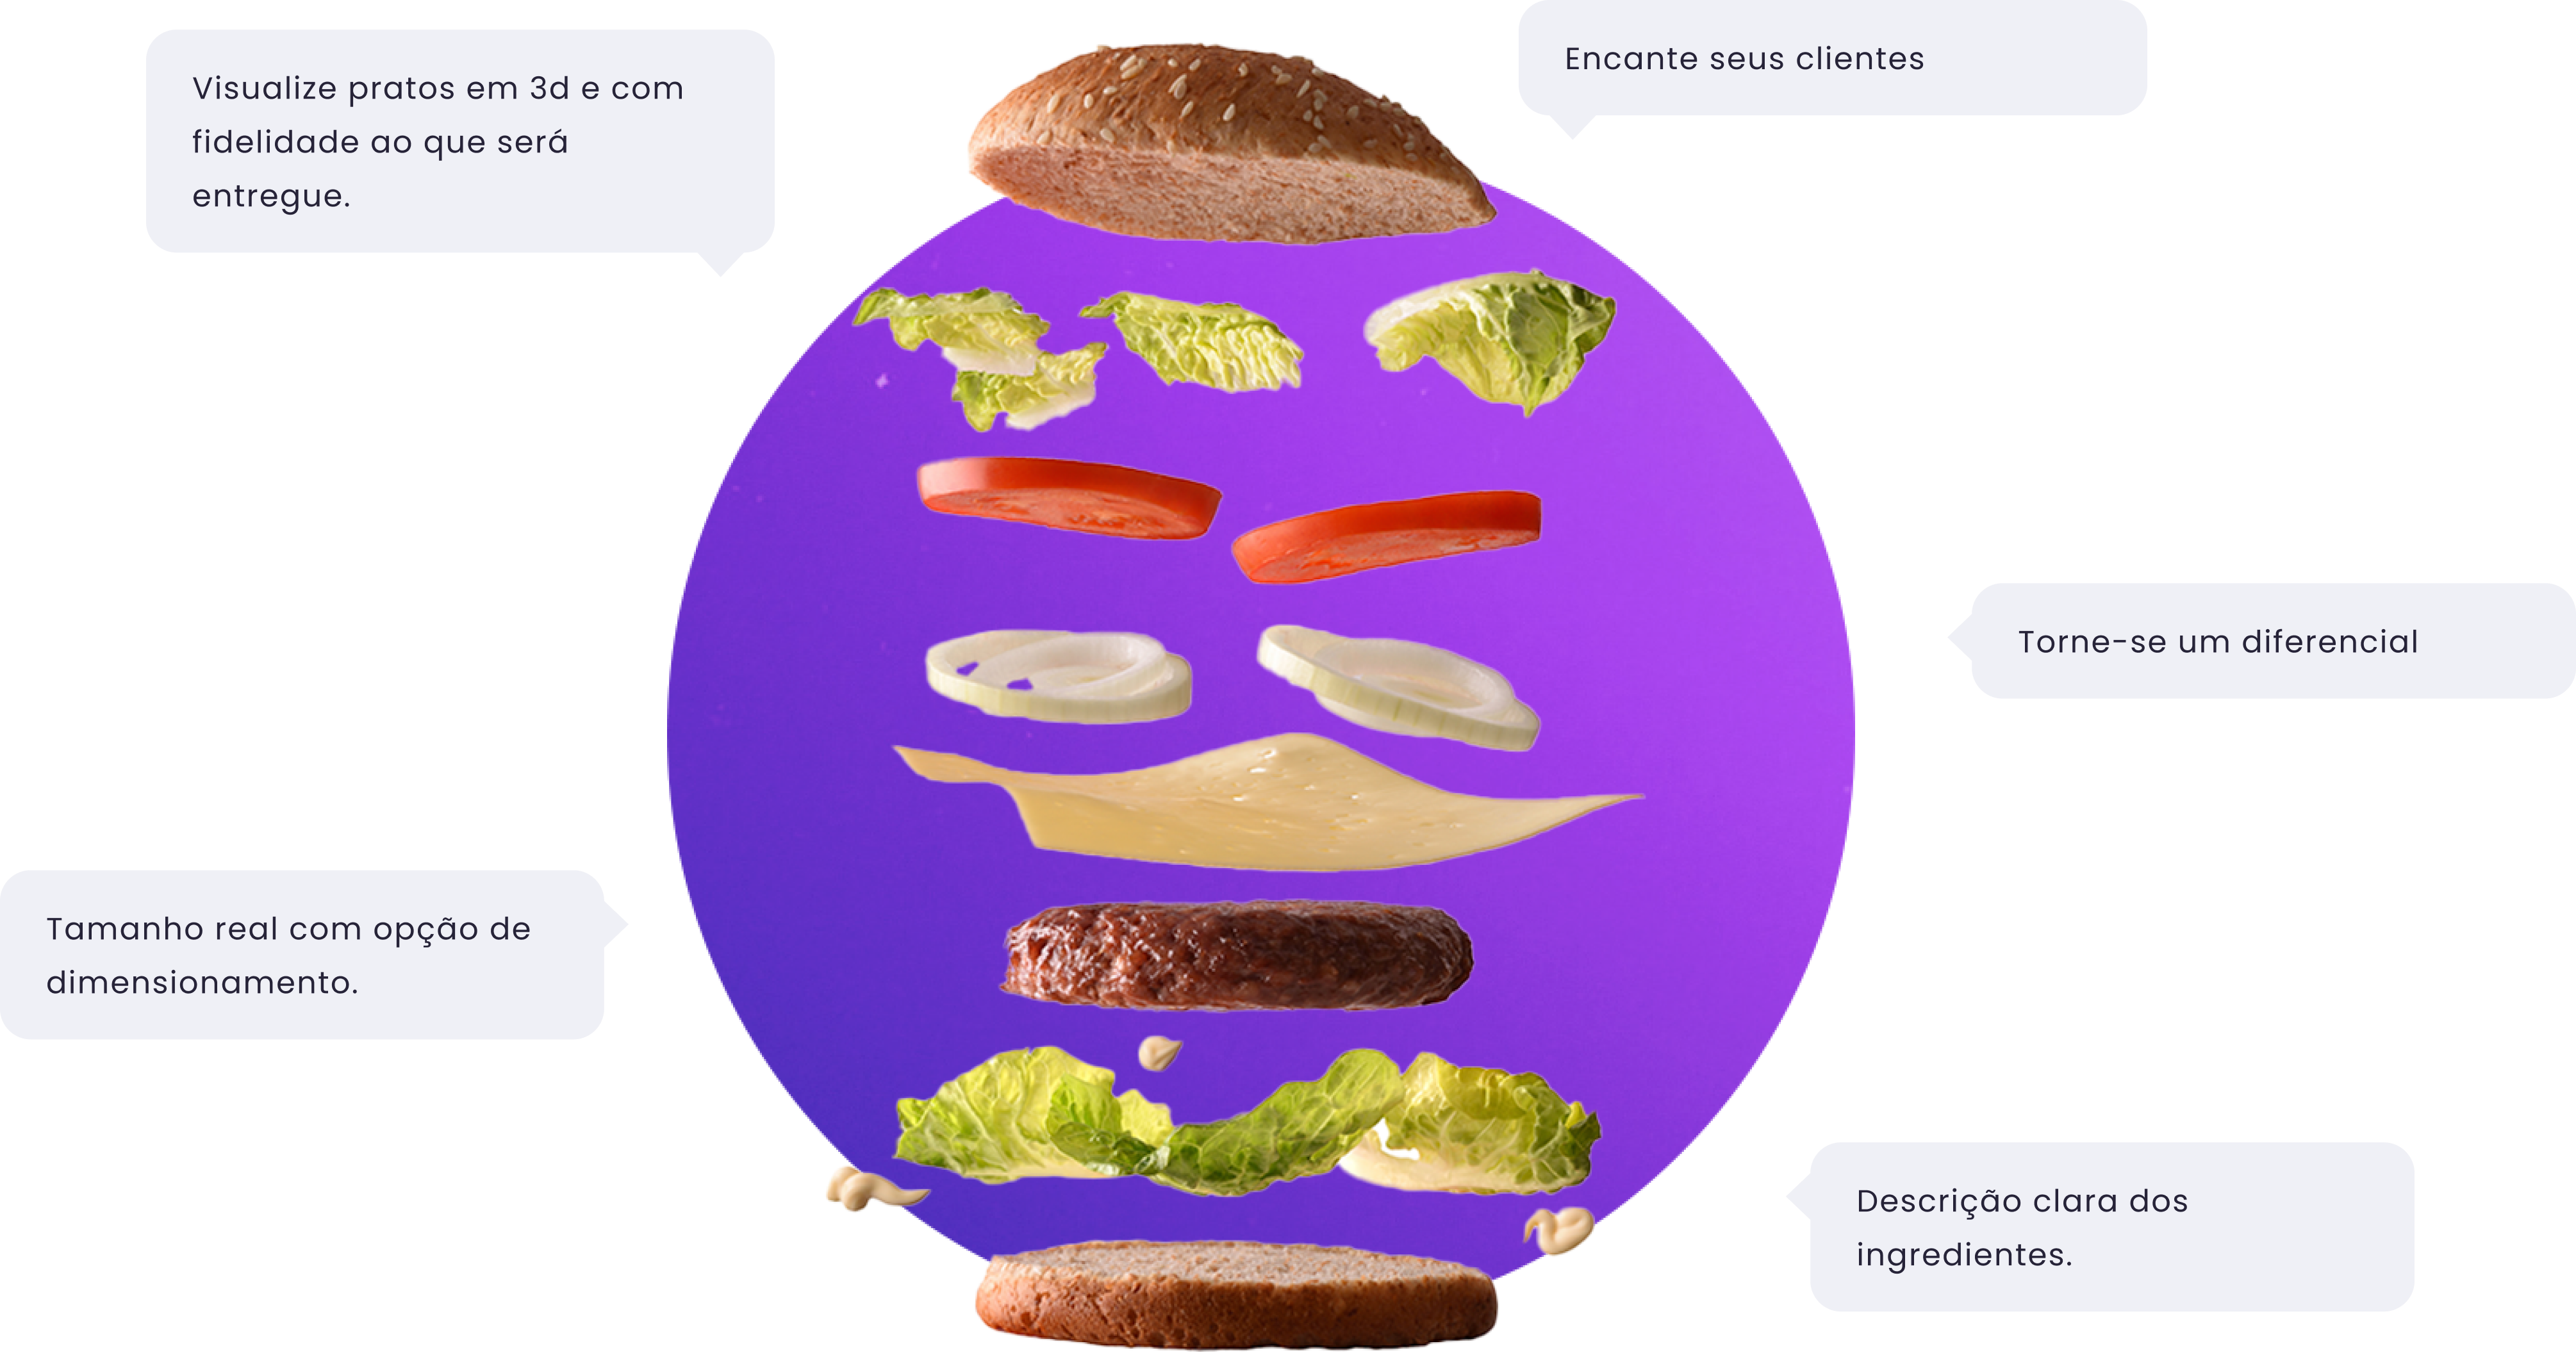 Visualize pratos em 3d e com
fidelidade ao que será
entregue.
Encante seus clientes
Torne-se um diferencial
Tamanho real com opção de
dimensionamento.
Descrição clara dos
ingredientes.